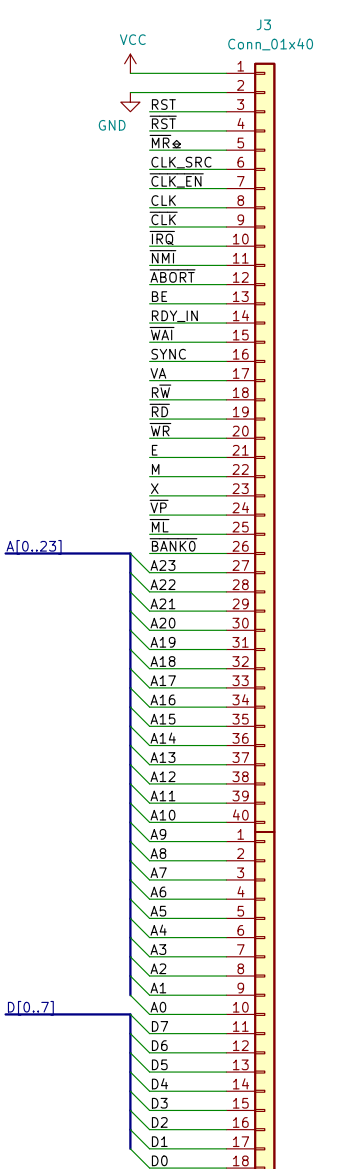 J3
VCC
Conn_01x40
1
2
GND
RST 3
RST 4
MR 5
CLK_SRC 6
CLK_EN 7
CLK 8
CLK 9
IRQ 10
NMI 11
ABORT 12
BE 13
RDY_IN 14
WAI 15
SYNC 16
VA 17
RW 18
RD 19
WR 20
E 21
M 22
X 23
VP 24
ML 25
A[0..23] BANK0 26
A23 27
A22 28
A21 29
A20 30
A19 31
A18 32
A17 33
A16 34
A15 35
A14 36
A13 37
A12 38
A11 39
A10 40
A9 1
A8 2
A7 3
A6 4
A5 5
A4 6
A3 7
A2 8
A1 9
D[0..7] A0 10
D7 11
D6 12
D5 13
D4 14
D3 15
D2 16
D1 17
D0 18